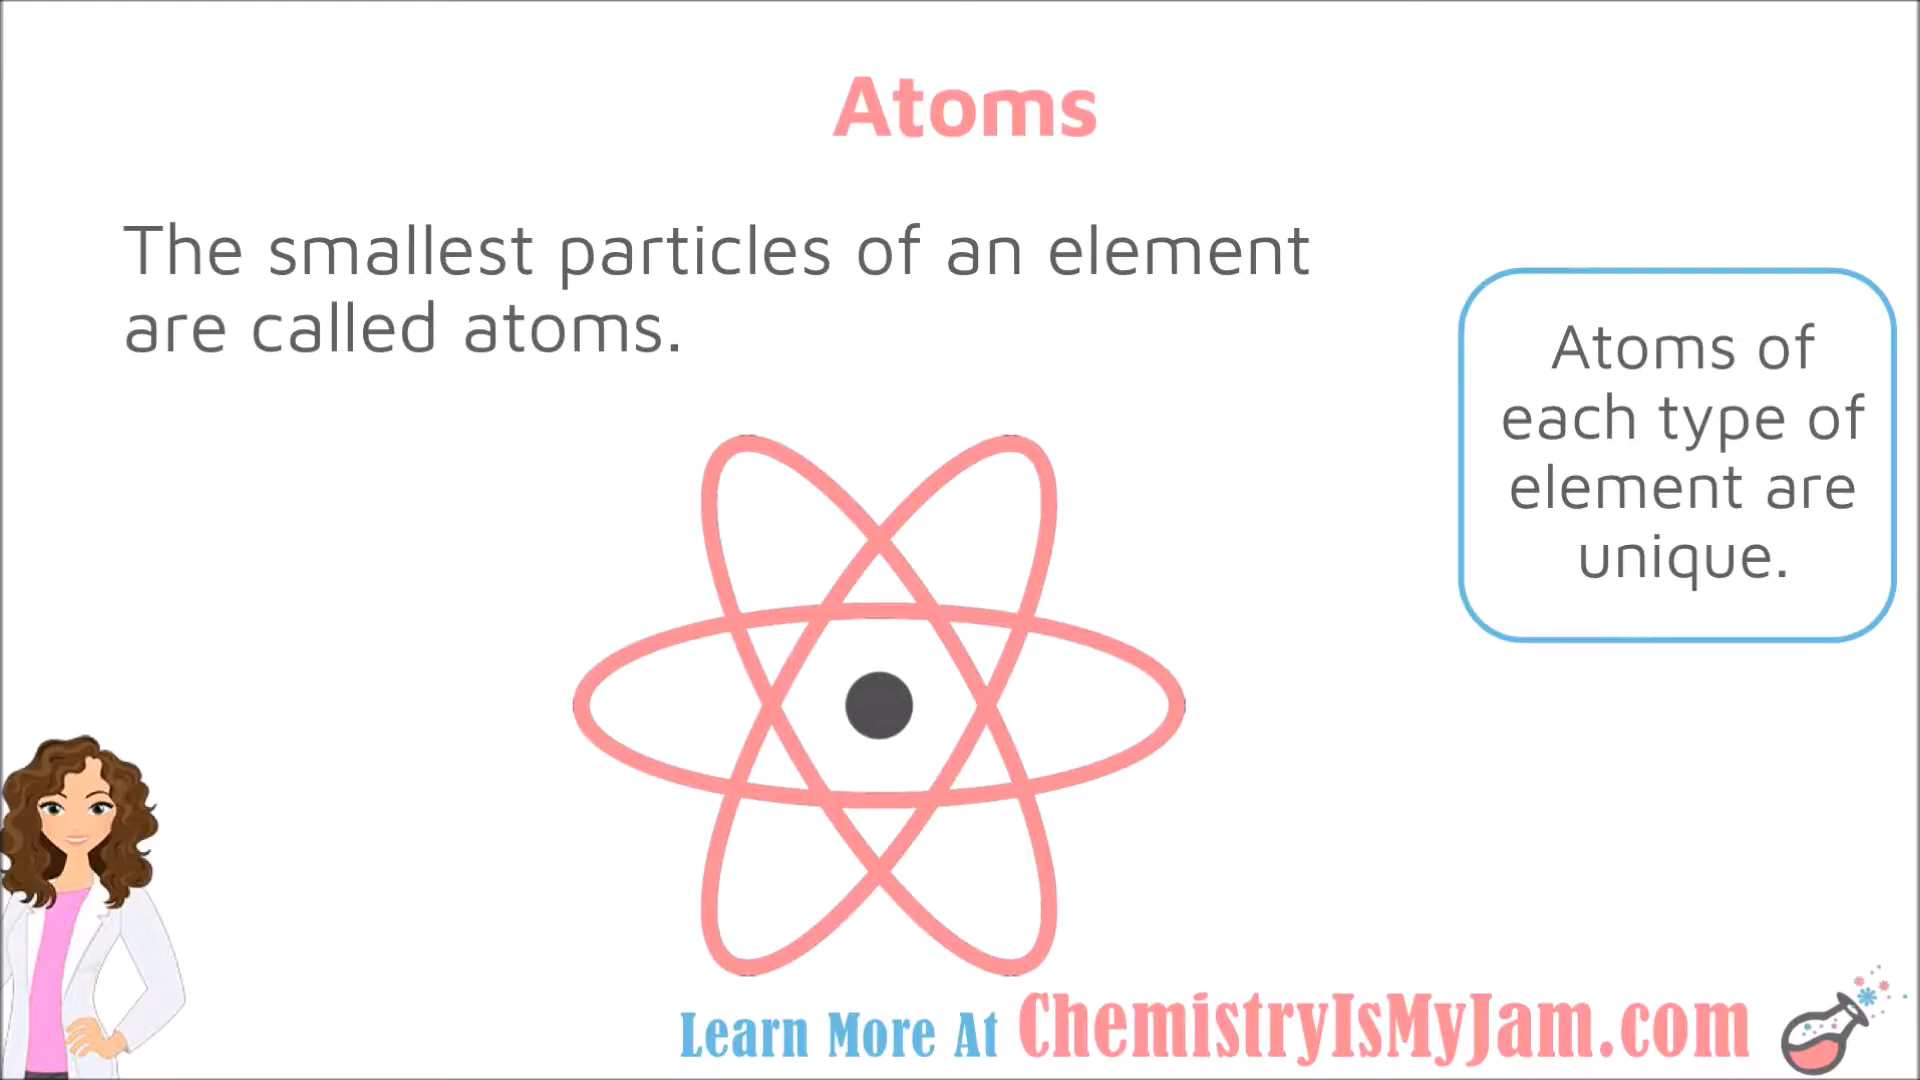 Atoms
The smallest particles of an element
are called atoms.
Atoms of
each type of
element are
unique.
Learn More At ChemistryIsMyJam.com